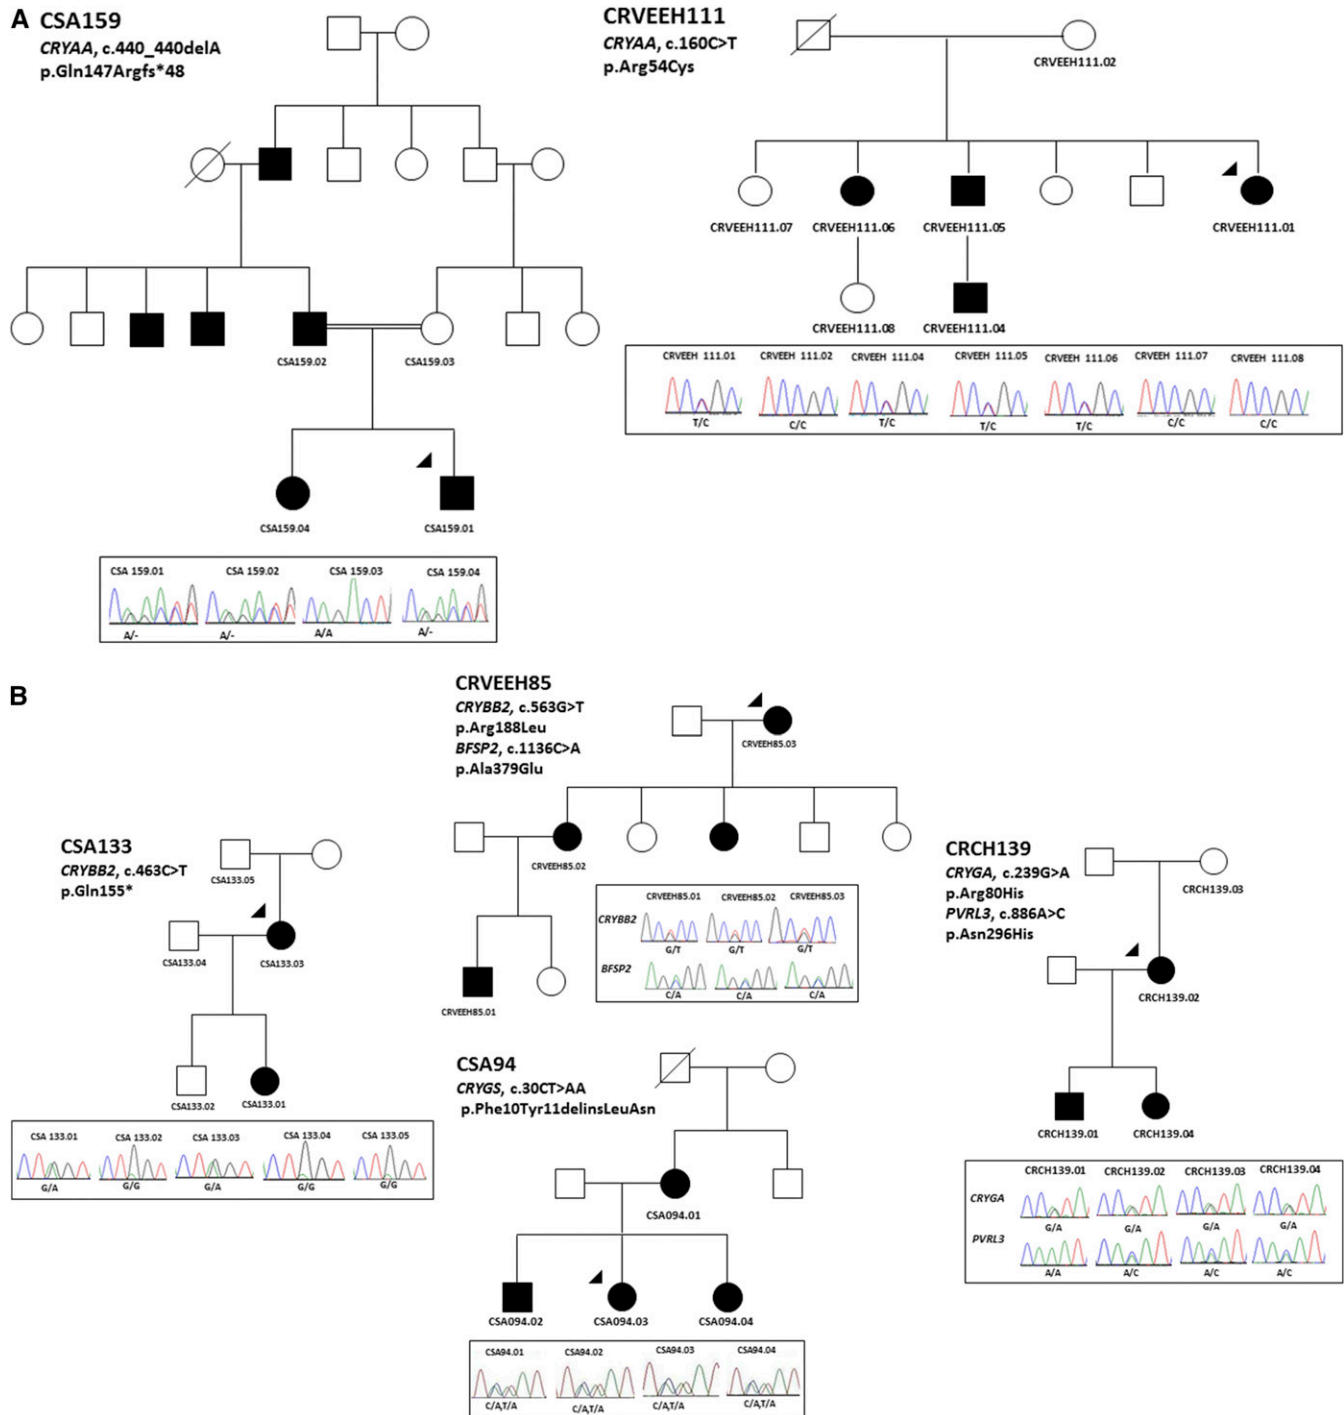 A
CSA159
CRYAA, c.440_440delA
p.Gln147Argfs*48
CSA159.02
CSA159.03
CSA159.04
CSA159.01
CSA 159.01
CSA 159.02
CSA 159.03
CSA 159.04
A/-
A/-
A/A
A/-
CRVEEH111
CRYAA, c.160C>T
p.Arg54Cys
CRVEEH111.02
CRVEEH111.07
CRVEEH111.06
CRVEEH111.05
CRVEEH111.01
CRVEEH111.08
CRVEEH111.04
CRVEEH 111.01
CRVEEH 111.02
CRVEEH 111.04
CRVEEH 111.05
CRVEEH 111.06
CRVEEH 111.07
CRVEEH 111.08
T/C
C/C
T/C
T/C
T/C
C/C
C/C
B
CSA133
CRYBB2, c.463C>T
p.Gln155*
CSA133.05
CSA133.04
CSA133.03
CSA133.02
CSA133.01
CSA 133.01
CSA 133.02
CSA 133.03
CSA 133.04
CSA 133.05
G/A
G/G
G/A
G/G
G/G
CRVEEH85
CRYBB2, c.563G>T
p.Arg188Leu
BFSP2, c.1136C>A
p.Ala379Glu
CRVEEH85.03
CRVEEH85.02
CRVEEH85.01
CRVEEH85.01
CRVEEH85.02
CRVEEH85.03
CRYBB2
G/T
G/T
G/T
BFSP2
C/A
C/A
C/A
CSA94
CRYGS, c.30CT>AA
p.Phe10Tyr11delinsLeuAsn
CSA094.01
CSA094.02
CSA094.03
CSA094.04
CSA94.01
CSA94.02
CSA94.03
CSA94.04
C/A,T/A
C/A,T/A
C/A,T/A
C/A,T/A
CRCH139
CRYGA, c.239G>A
p.Arg80His
PVRL3, c.886A>C
p.Asn296His
CRCH139.03
CRCH139.02
CRCH139.01
CRCH139.04
CRCH139.01
CRCH139.02
CRCH139.03
CRCH139.04
CRYGA
G/A
G/A
G/A
G/A
PVRL3
A/A
A/C
A/C
A/C